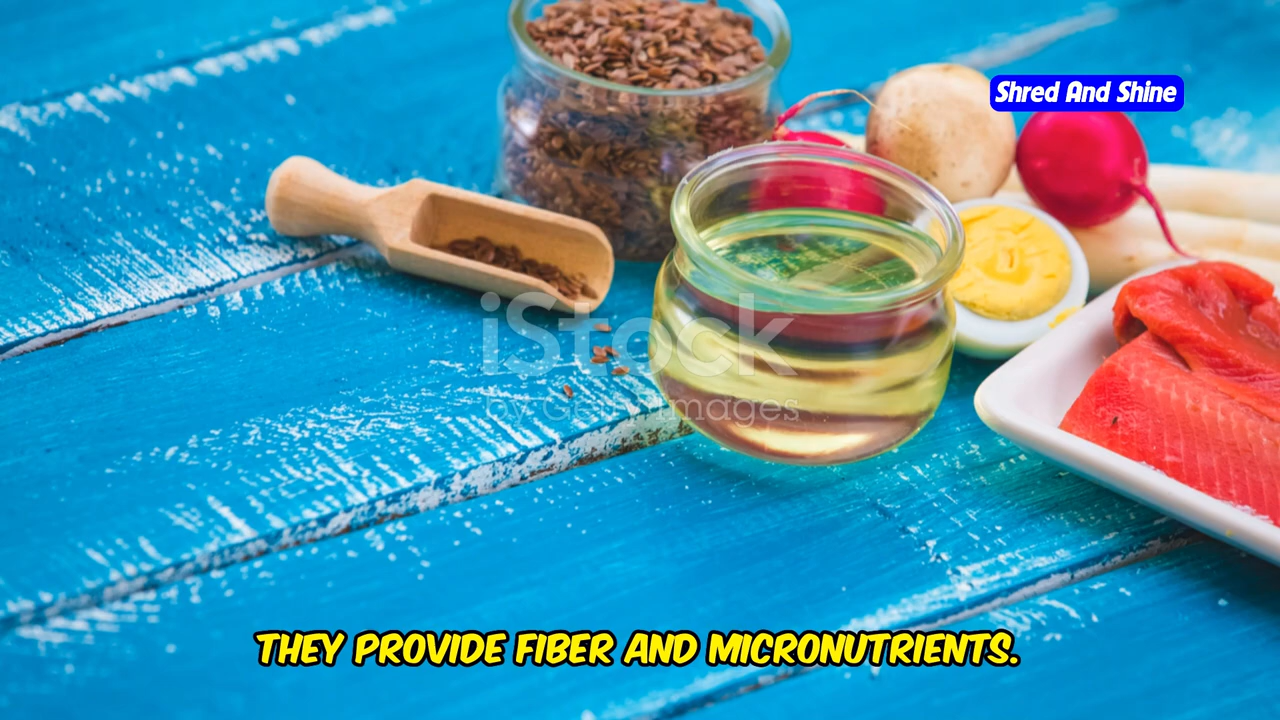 Shred And Shine
iStock
by Getty Images
THEY PROVIDE FIBER AND MICRONUTRIENTS.